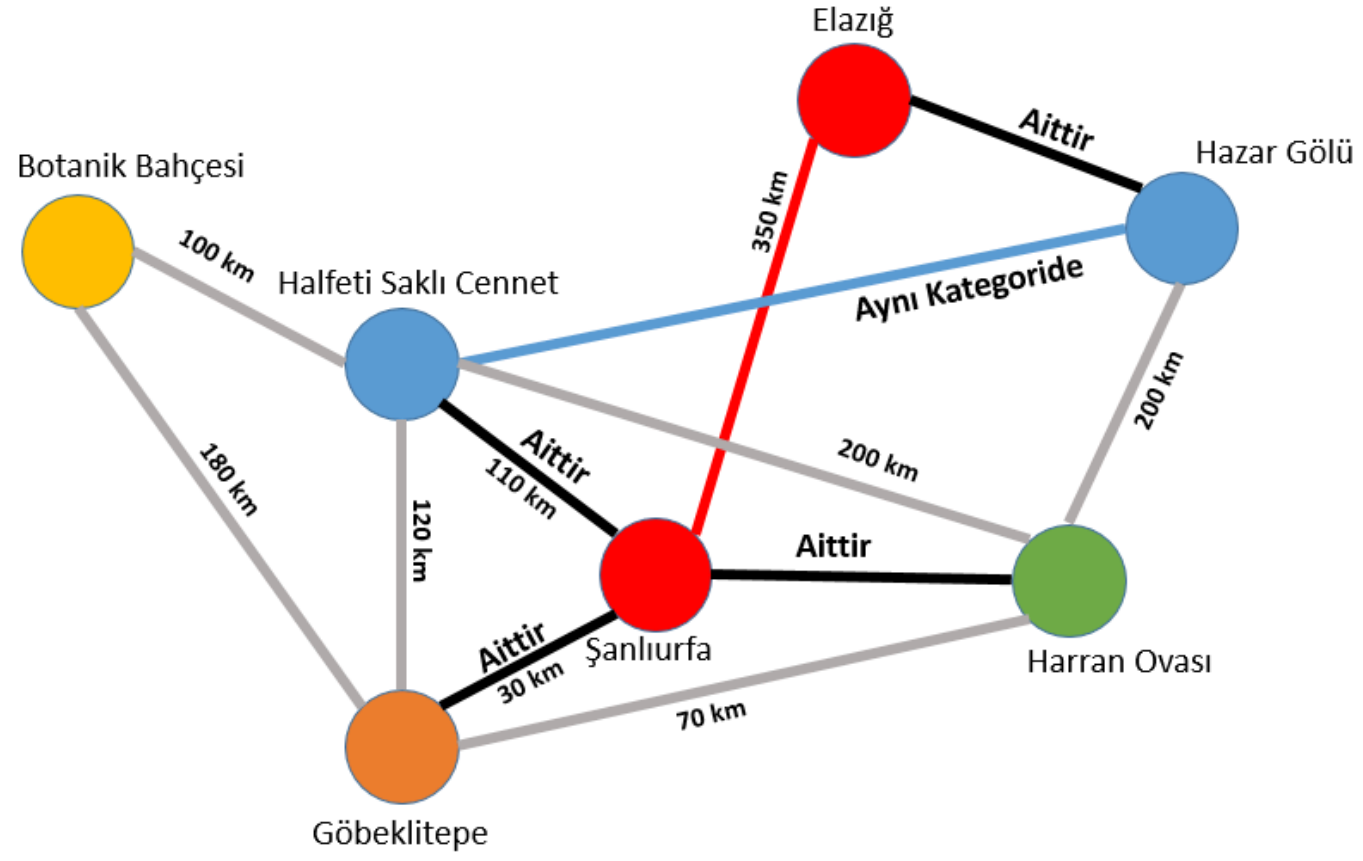 Elazığ
Aittir
Hazar Gölü
Botanik Bahçesi
350 km
100 km
Halfeti Saklı Cennet
Aynı Kategoride
200 km
180 km
Aittir
110 km
200 km
120 km
Aittir
Aittir
30 km
Şanlıurfa
Harran Ovası
70 km
Göbeklitepe